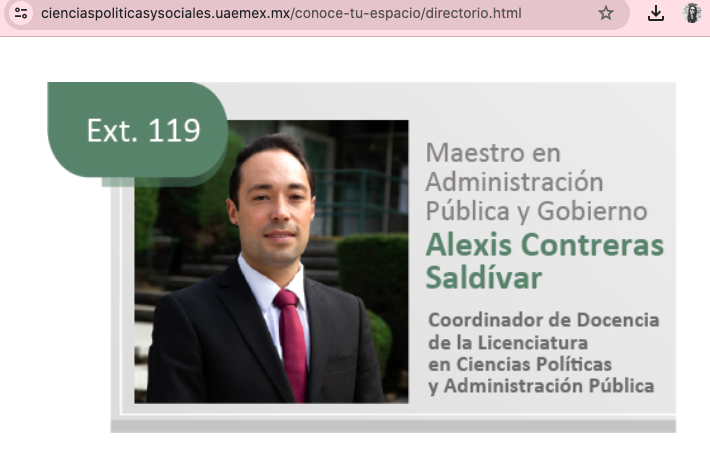 cienciaspoliticasysociales.uaemex.mx/conoce-tu-espacio/directorio.html
Ext. 119
Maestro en
Administración
Pública y Gobierno
Alexis Contreras
Saldívar
Coordinador de Docencia
de la Licenciatura
en Ciencias Políticas
y Administración Pública